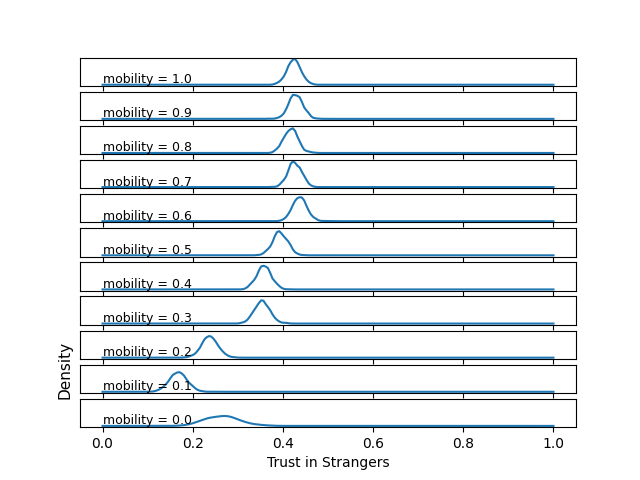 mobility = 1.0
mobility = 0.9
mobility = 0.8
mobility = 0.7
mobility = 0.6
mobility = 0.5
mobility = 0.4
mobility = 0.3
mobility = 0.2
mobility = 0.1
mobility = 0.0
Density
0.0 0.2 0.4 0.6 0.8 1.0
Trust in Strangers